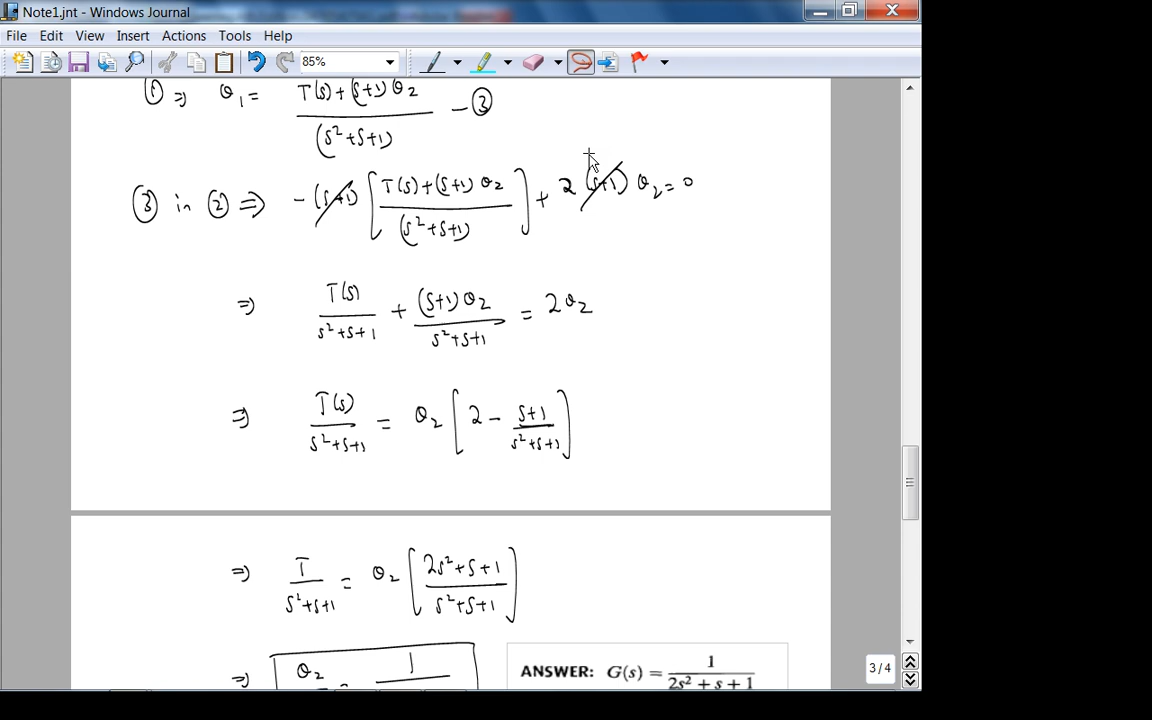 Note1.jnt - Windows Journal
File Edit View Insert Actions Tools Help
85%
① ⇒ θ₁ = (T(s)+(s+1)θ₂)/(s²+s+1) - ③
③ in ② ⇒ -(s+1) [(T(s)+(s+1)θ₂)/(s²+s+1)] + 2(s+1)θ₂=0
⇒ T(s)/(s²+s+1) + (s+1)θ₂/(s²+s+1) = 2θ₂
⇒ T(s)/(s²+s+1) = θ₂ [2 - (s+1)/(s²+s+1)]
⇒ T/(s²+s+1) = θ₂ [(2s²+s+1)/(s²+s+1)]
⇒ θ₂ = 1
ANSWER: G(s) = 1/(2s² + s + 1)
3 / 4